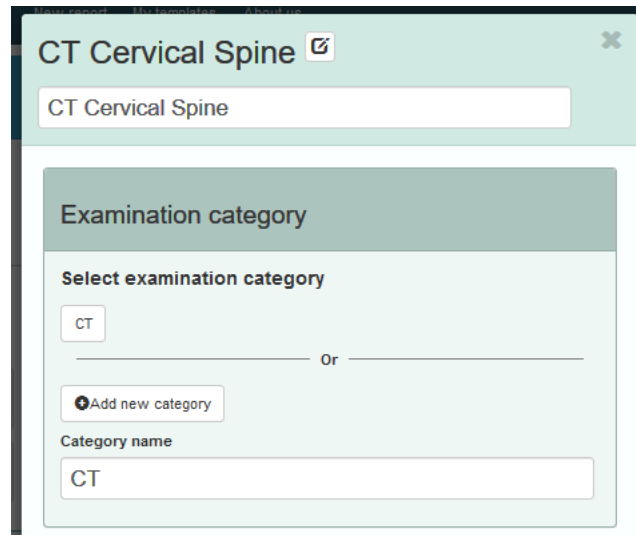 New report My templates About us
CT Cervical Spine
CT Cervical Spine
Examination category
Select examination category
CT
Or
Add new category
Category name
CT